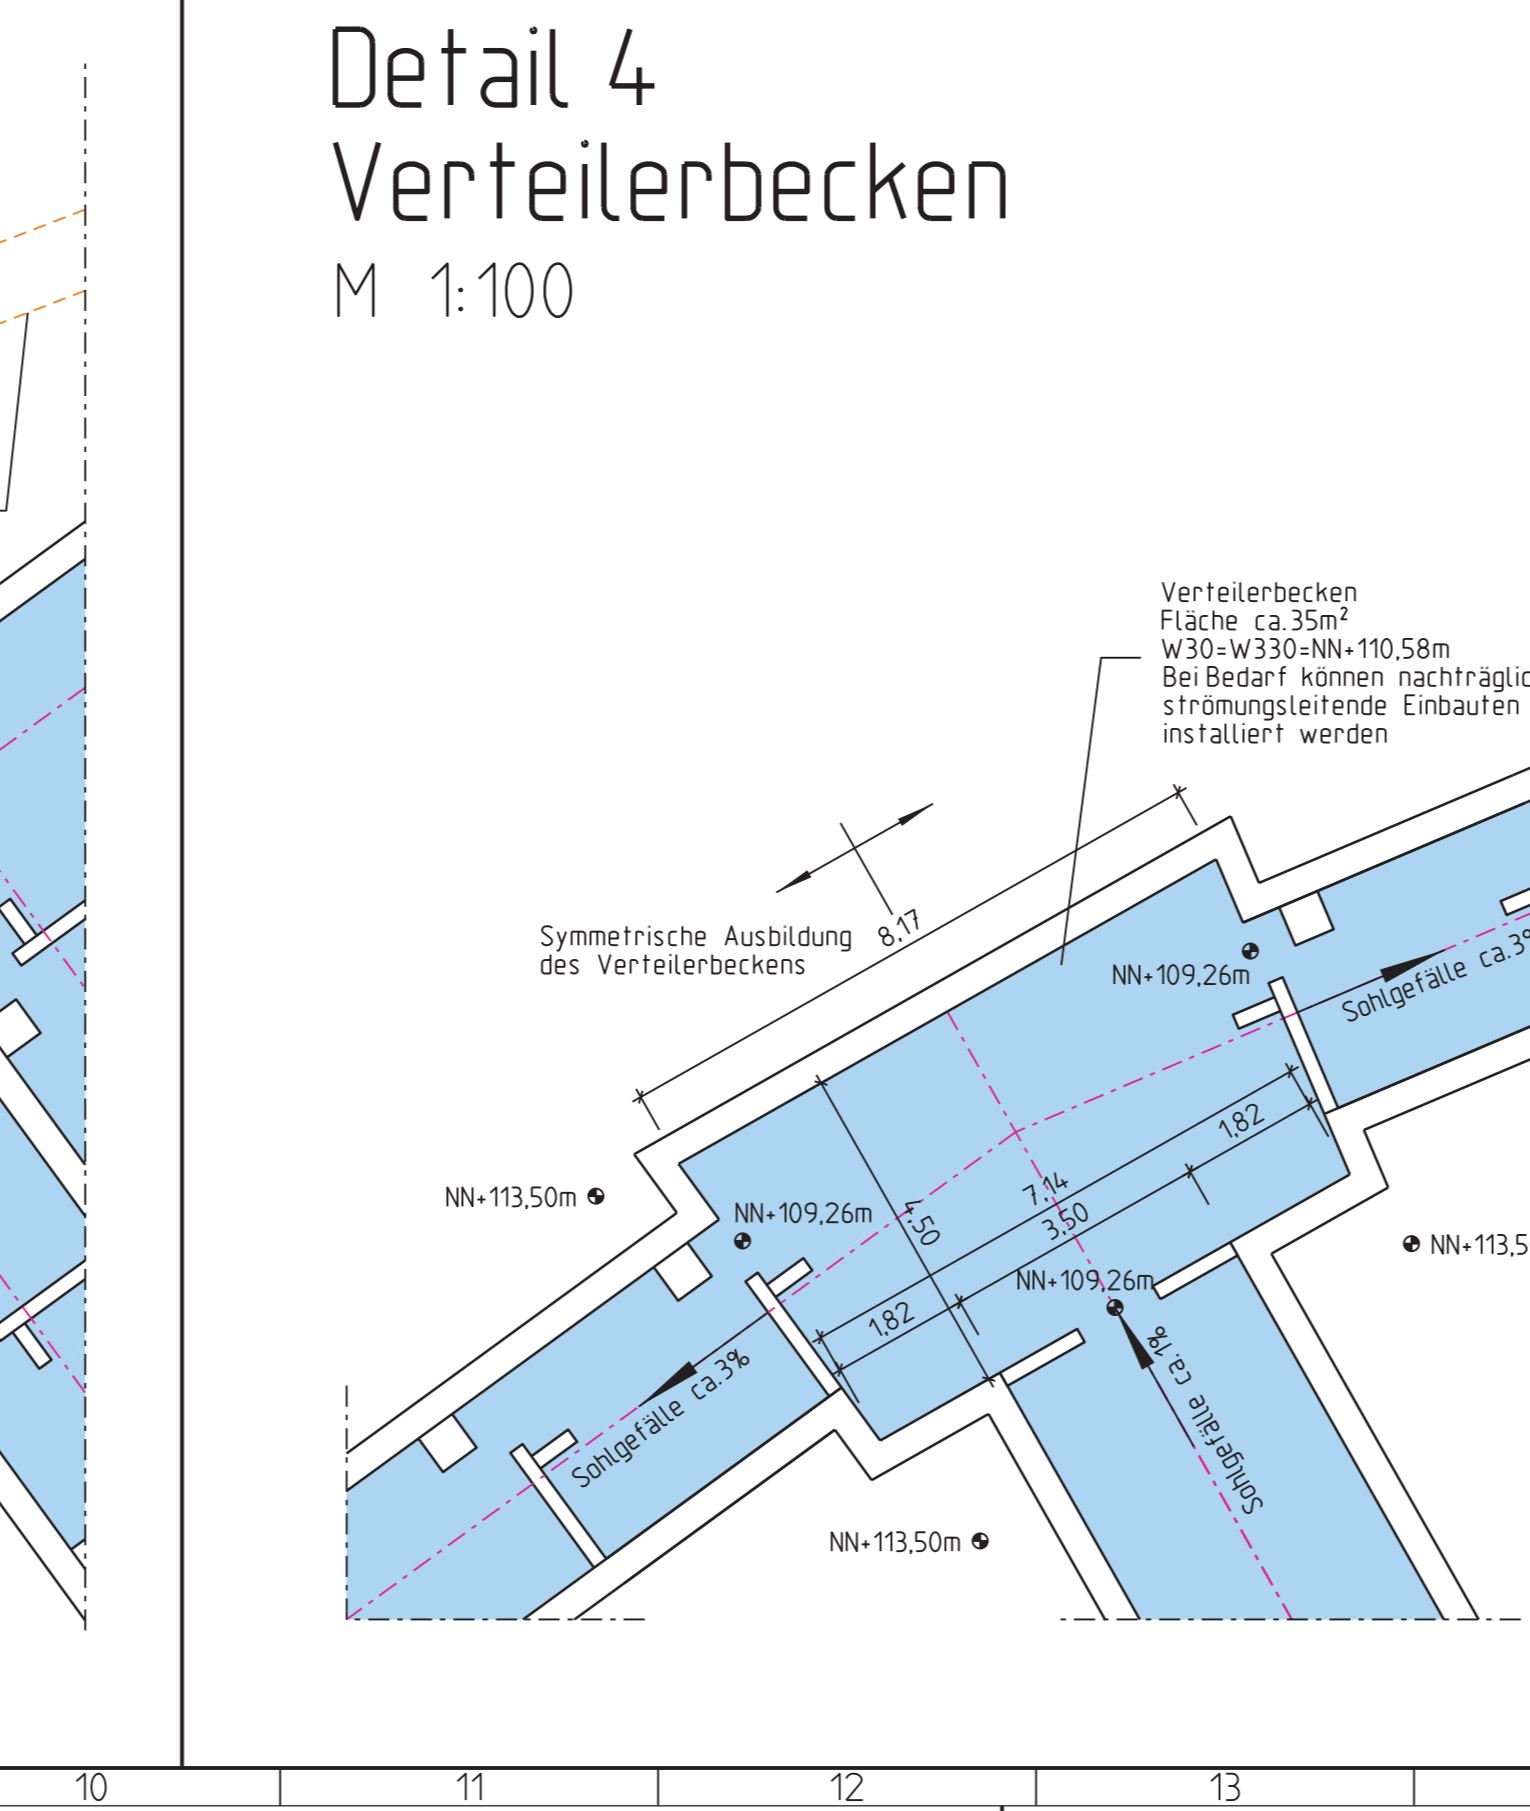 Detail 4
Verteilerbecken
M 1:100
Verteilerbecken
Fläche ca.35m²
W30=W330=NN+110,58m
Bei Bedarf können
strömungsleitende Einbauten
installiert werden
Symmetrische Ausbildung
des Verteilerbeckens
8,17
NN+109,26m
Sohlgefälle ca.3%
1,82
7,14
3,50
4,50
NN+113,50m
NN+109,26m
NN+109,26m
NN+113,5
1,82
Sohlgefälle ca.3%
Sohlgefälle ca.1%
NN+113,50m
10
11
12
13